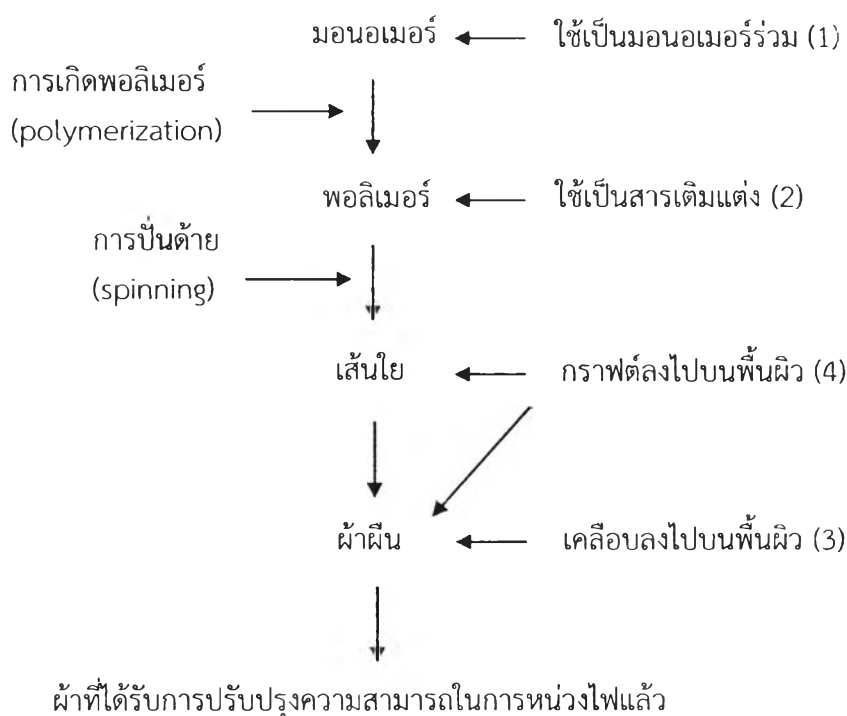 มอนอเมอร์
ใช้เป็นมอนอเมอร์ร่วม (1)
การเกิดพอลิเมอร์
(polymerization)
พอลิเมอร์
ใช้เป็นสารเติมแต่ง (2)
การปั่นด้าย
(spinning)
เส้นใย
กราฟต์ลงไปบนพื้นผิว (4)
ผ้าผืน
เคลือบลงไปบนพื้นผิว (3)
ผ้าที่ได้รับการปรับปรุงความสามารถในการหน่วงไฟแล้ว